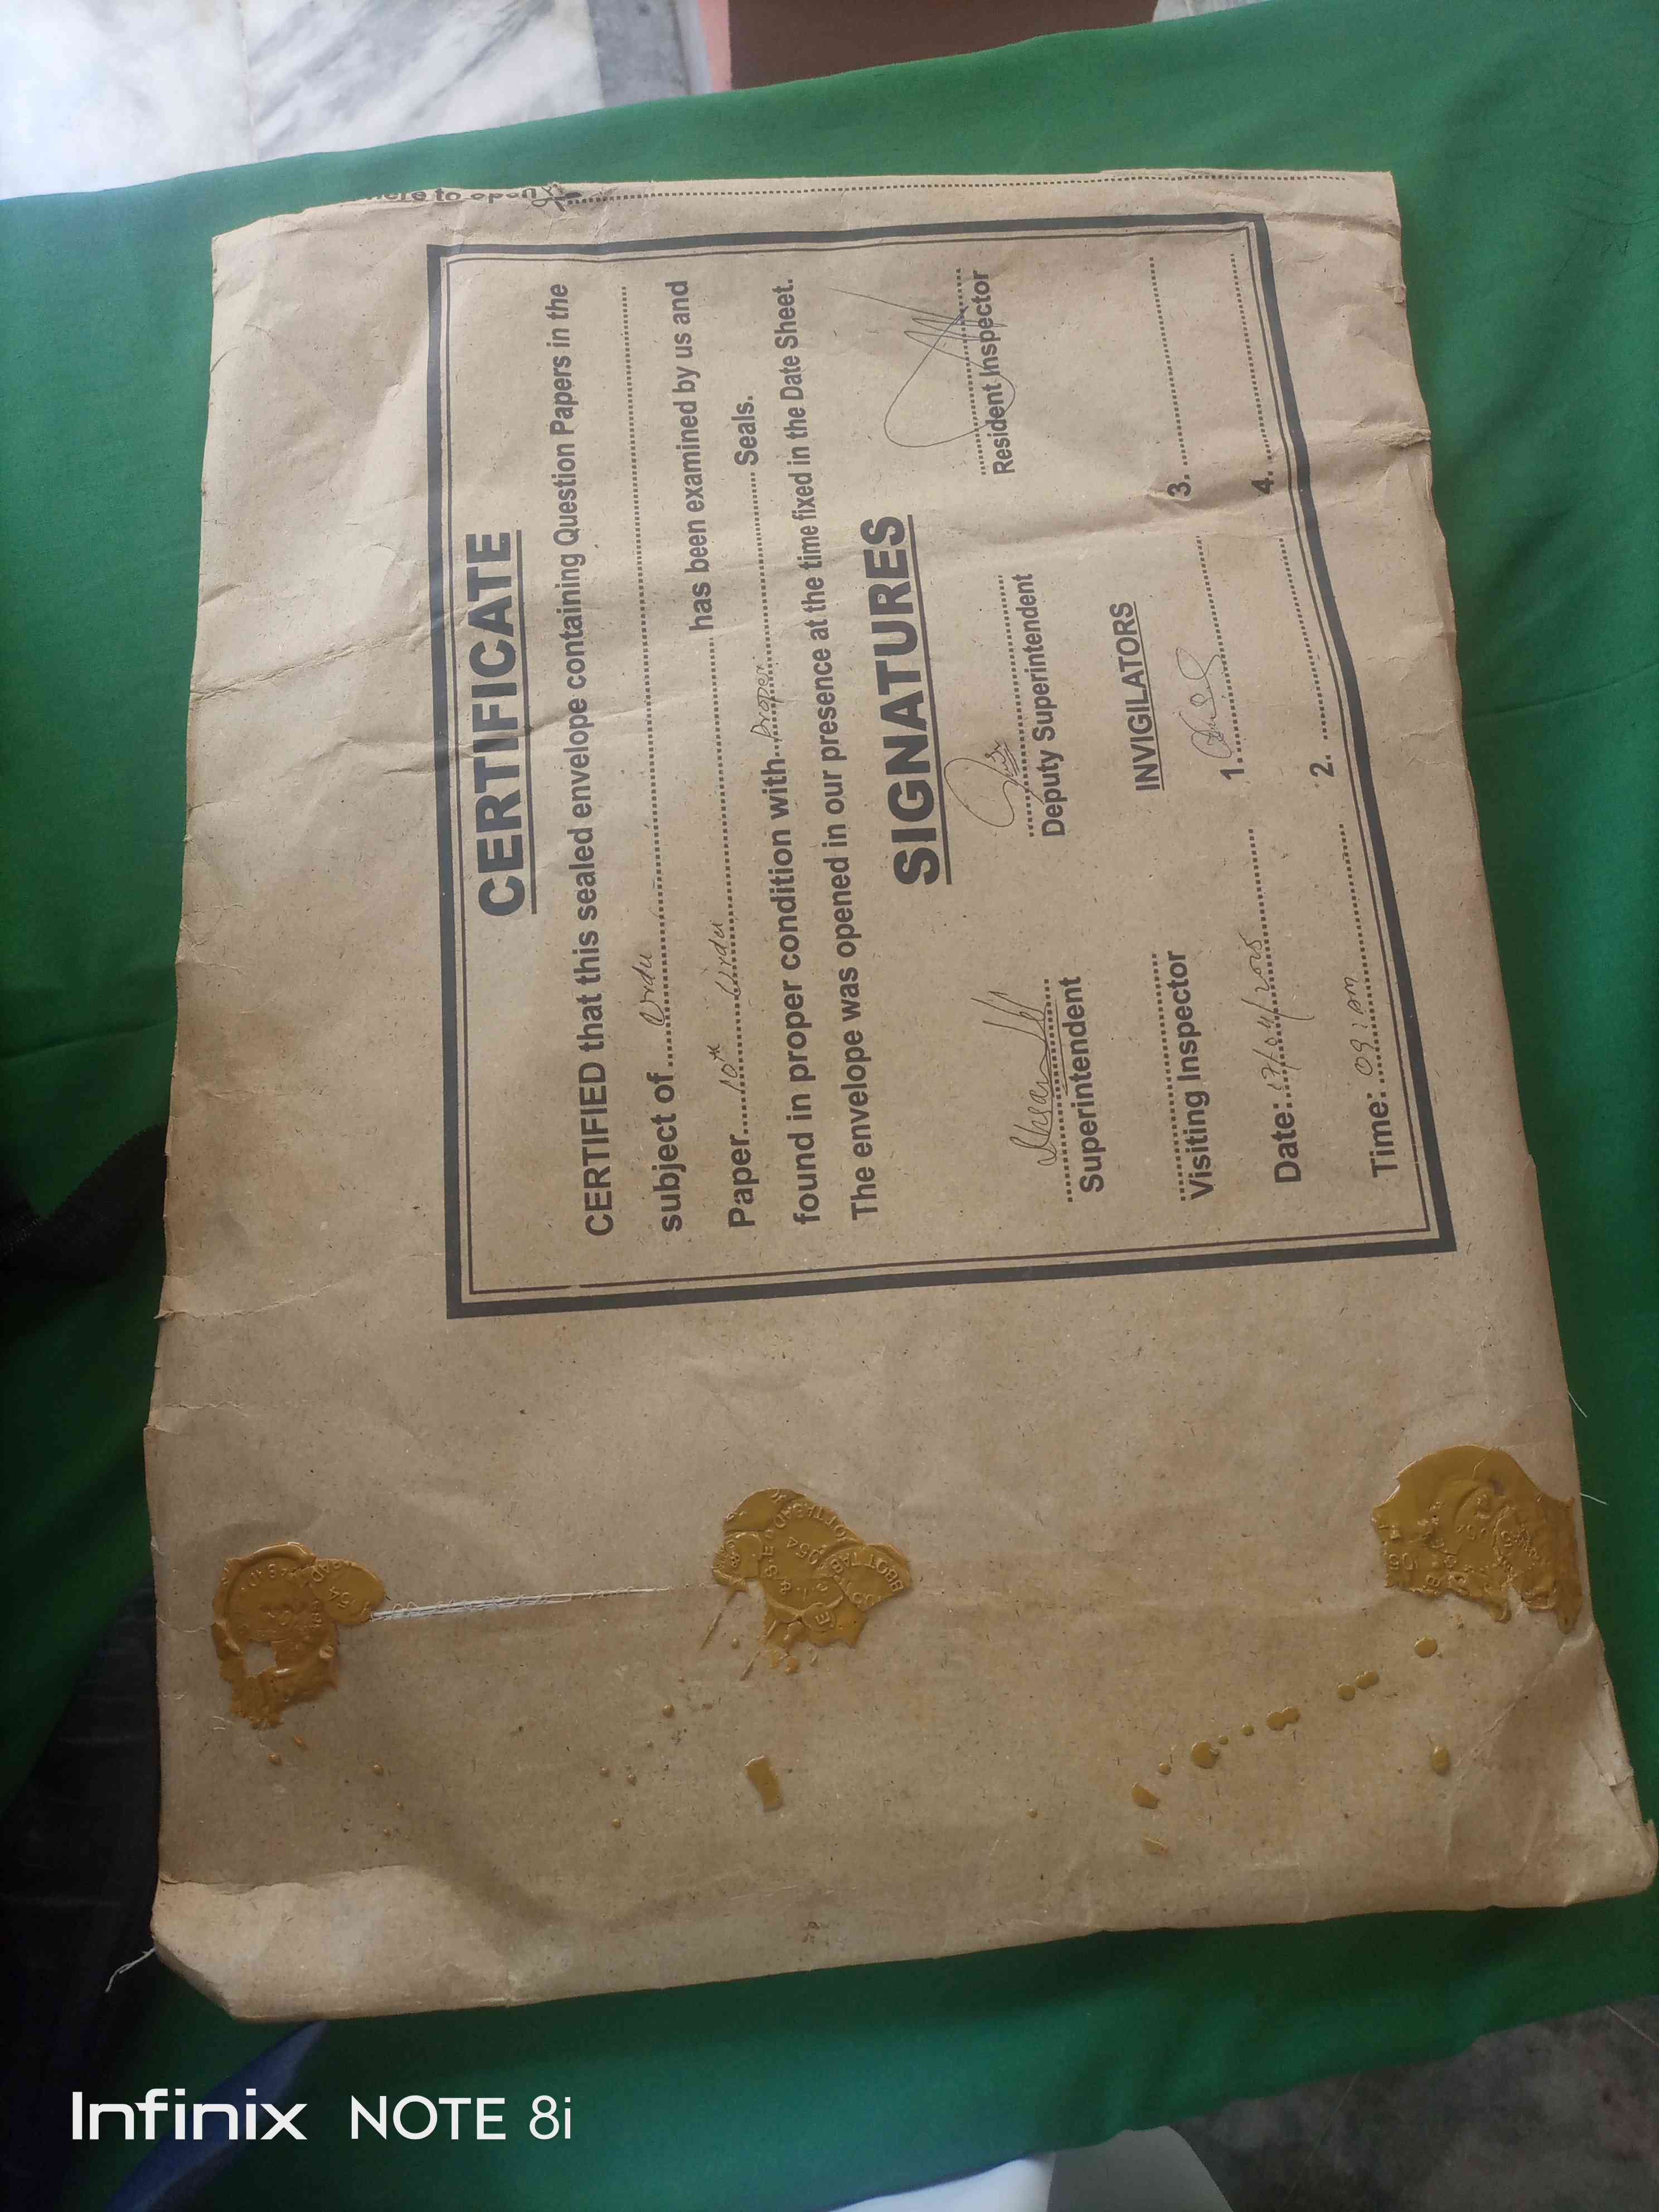 here to open
CERTIFICATE
CERTIFIED that this sealed envelope containing Question Papers in the
subject of Urdu
Paper 10th Urdu has been examined by us and
found in proper condition with proper Seals.
The envelope was opened in our presence at the time fixed in the Date Sheet.
SIGNATURES
Superintendent Deputy Superintendent Resident Inspector
INVIGILATORS
Visiting Inspector 1. 3.
Date: 17/04/2025 2. 4.
Time: 09:am
Infinix NOTE 8i